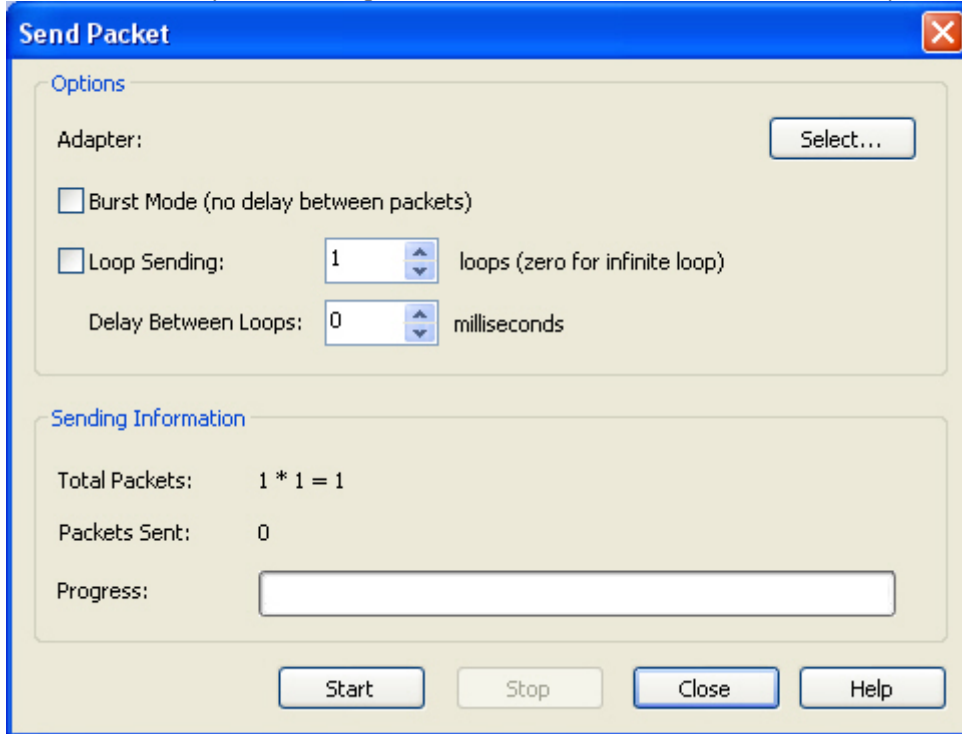 Send Packet
Options
Adapter:
Select...
Burst Mode (no delay between packets)
Loop Sending: 1 loops (zero for infinite loop)
Delay Between Loops: 0 milliseconds
Sending Information
Total Packets: 1 * 1 = 1
Packets Sent: 0
Progress:
Start Stop Close Help